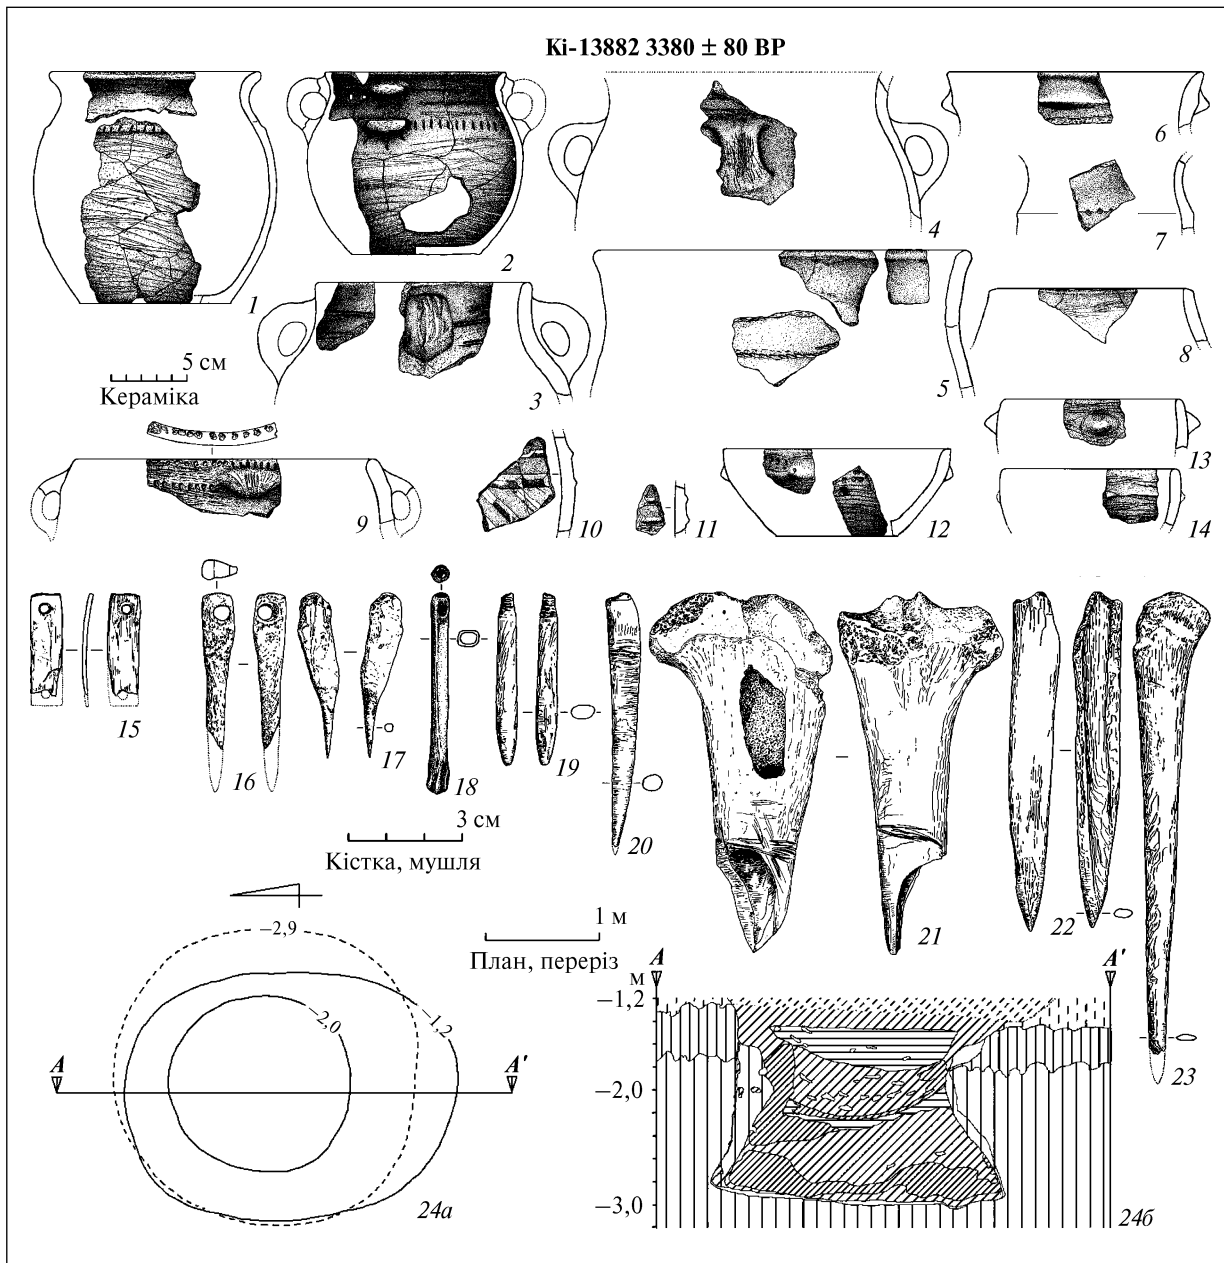 Ki-13882 3380 ± 80 BP
1
2
3
4
5
6
7
8
5 см
Кераміка
9
10
11
12
13
14
15
16
17
18
19
20
21
22
23
3 см
Кістка, мушля
1 м
План, переріз
−2,9
−2,0
−1,2
A
A'
24а
A
A'
м
−1,2
−2,0
−3,0
24б